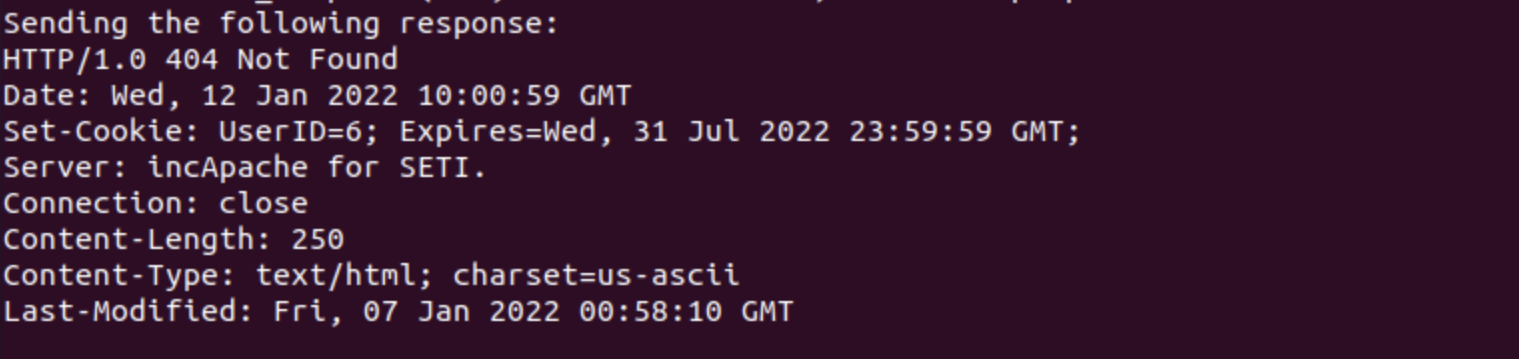 Sending the following response:
HTTP/1.0 404 Not Found
Date: Wed, 12 Jan 2022 10:00:59 GMT
Set-Cookie: UserID=6; Expires=Wed, 31 Jul 2022 23:59:59 GMT;
Server: incApache for SETI.
Connection: close
Content-Length: 250
Content-Type: text/html; charset=us-ascii
Last-Modified: Fri, 07 Jan 2022 00:58:10 GMT